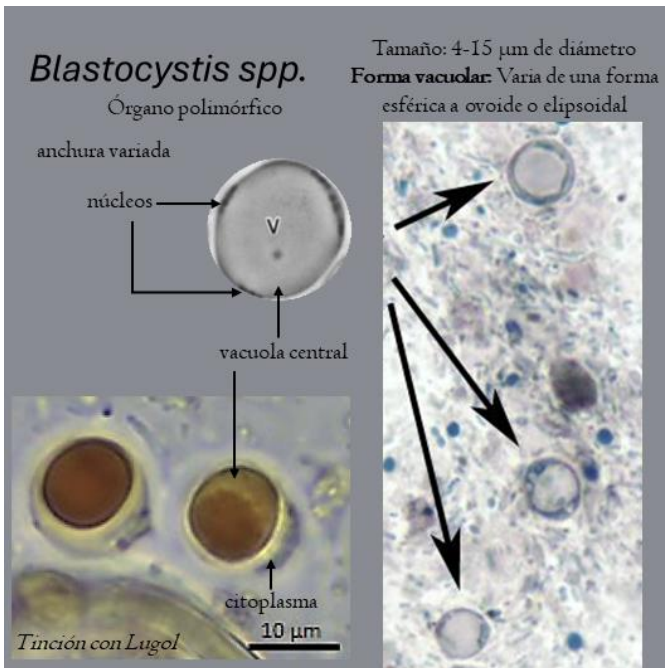 Blastocystis spp.
Órgano polimórfico
anchura variada
núcleos
V
vacuola central
citoplasma
10 µm
Tinción con Lugol
Tamaño: 4-15 µm de diámetro
Forma vacuolar: Varia de una forma
esférica a ovoide o elipsoidal